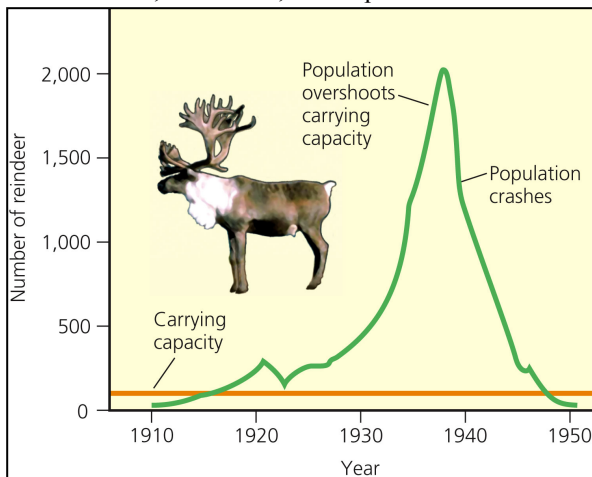 2,000
1,500
1,000
500
0
Number of reindeer
Population
overshoots
carrying
capacity
Population
crashes
Carrying
capacity
1910
1920
1930
1940
1950
Year